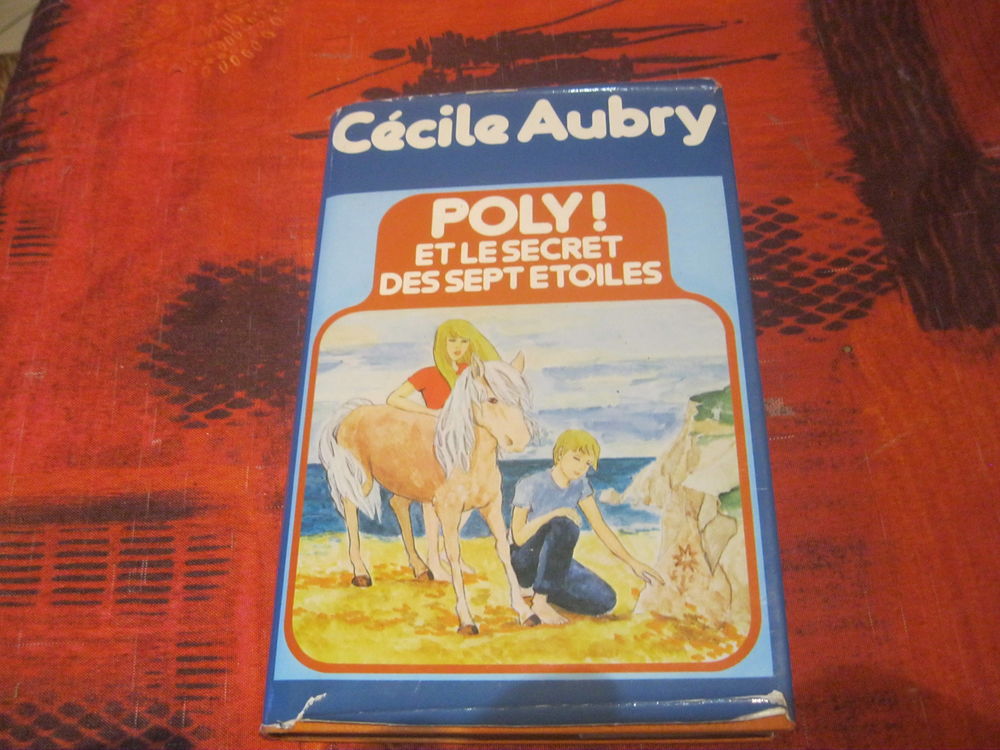 Cécile Aubry
POLY!
ET LE SECRET
DES SEPT ETOILES